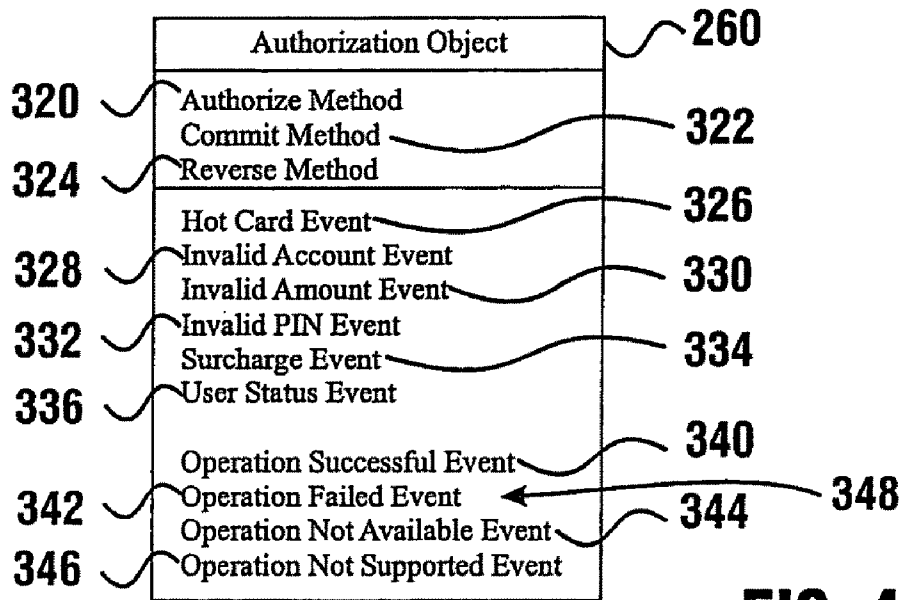 Authorization Object 260
320 Authorize Method
Commit Method 322
324 Reverse Method
Hot Card Event 326
328 Invalid Account Event
Invalid Amount Event 330
332 Invalid PIN Event
Surcharge Event 334
336 User Status Event
Operation Successful Event 340
342 Operation Failed Event 348
Operation Not Available Event 344
346 Operation Not Supported Event